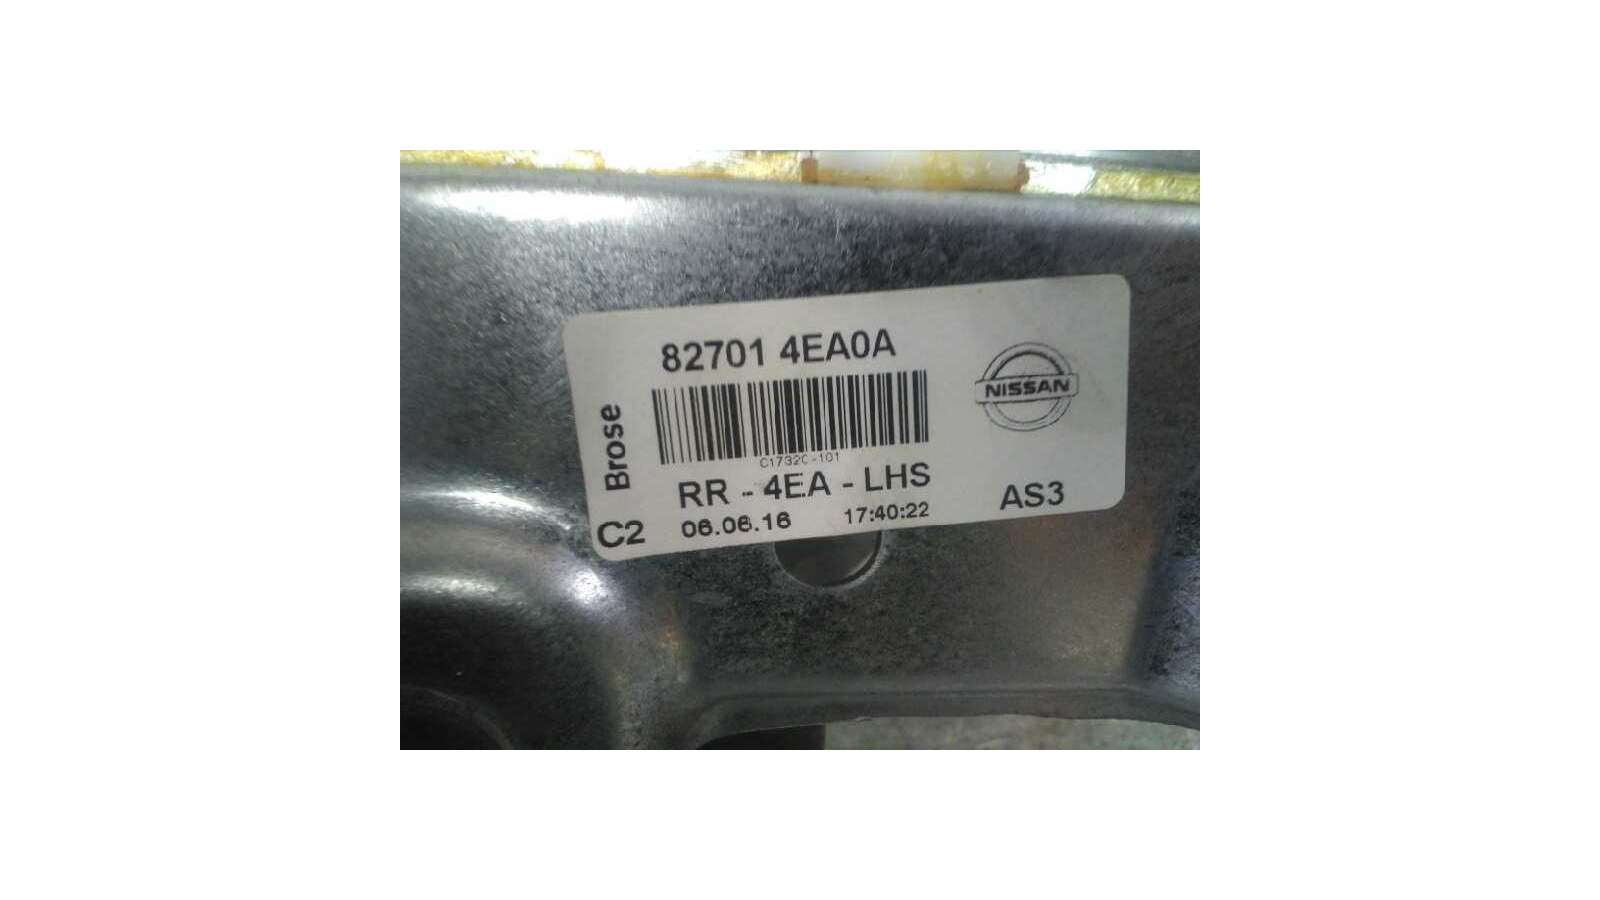 82701 4EA0A
NISSAN
Brose
C1732C-101
RR - 4EA - LHS
AS3
C2 06.06.16 17:40:22